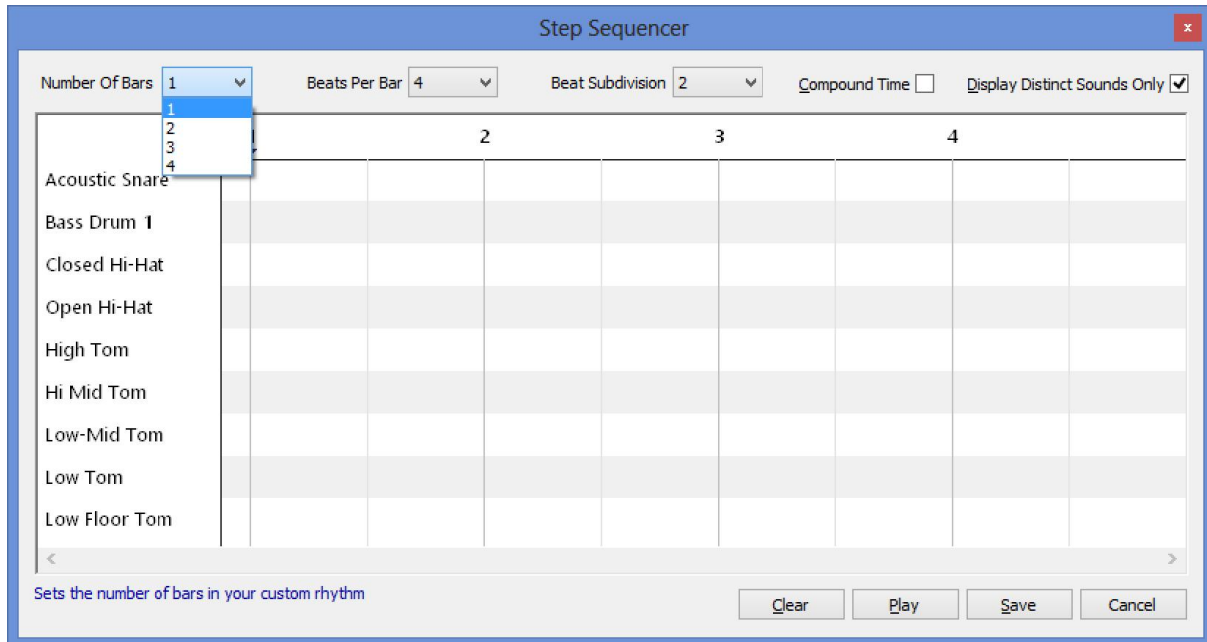 Step Sequencer
x
Number Of Bars 1 Beats Per Bar 4 Beat Subdivision 2 Compound Time Display Distinct Sounds Only
1
2
3
4
1 2 3 4
Acoustic Snare
Bass Drum 1
Closed Hi-Hat
Open Hi-Hat
High Tom
Hi Mid Tom
Low-Mid Tom
Low Tom
Low Floor Tom
Sets the number of bars in your custom rhythm
Clear Play Save Cancel